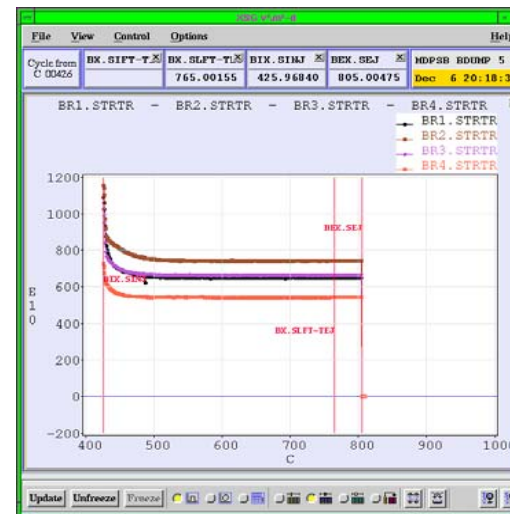 File View Control Options Help
Cycle from BX.SIFT-T BX.SLFT-T BIX.SINJ BEX.SEJ MDPSB BDUMP 5
C 00426 765.00155 425.96840 805.00475 Dec 6 20:18:3
BR1.STRTR - BR2.STRTR - BR3.STRTR - BR4.STRTR
BR1.STRTR
BR2.STRTR
BR3.STRTR
BR4.STRTR
1200
1000
BEX.SEJ
800
BIX.SINJ
600
E10
400
BX.SLFT-TEJ
200
0
-200
400 500 600 700 800 900 100
C
Update Unfreeze Freeze